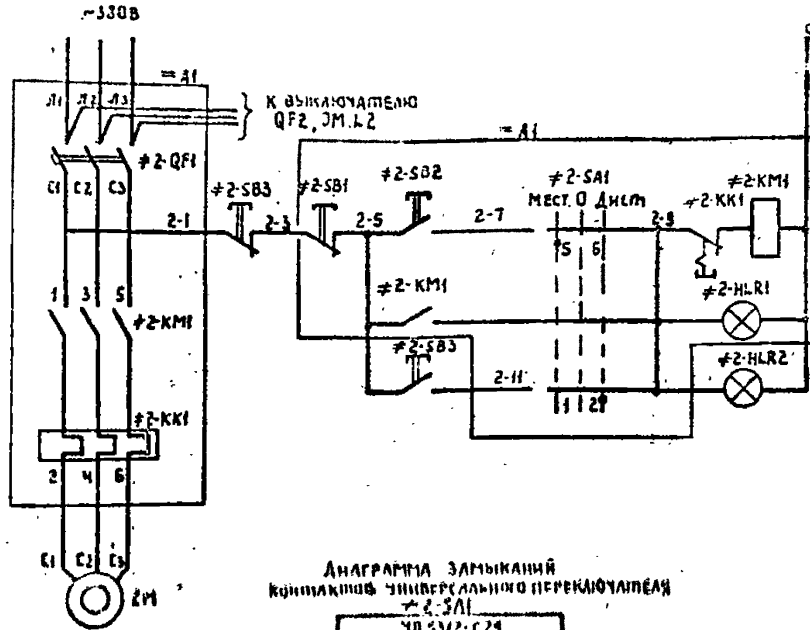 ~380В
=А1
Л1 Л2 Л3
К ВЫКЛЮЧАТЕЛЮ
QF2, ЭМ.L2
=А1
≠2-QF1
С1 С2 С3
≠2-SB3
≠2-SB1
≠2-SB2
≠2-SA1
МЕСТ. О ДИСТ
≠2-KK1
≠2-KM1
2-1
2-3
2-5
2-7
5 6
2-9
1 3 5
≠2-KM1
≠2-KM1
≠2-HLR1
≠2-SB3
2-11
1 2
≠2-HLR2
≠2-KK1
2 4 6
С1 С2 С3
2М
ДИАГРАММА ЗАМЫКАНИЙ
КОНТАКТОВ УНИВЕРСАЛЬНОГО ПЕРЕКЛЮЧАТЕЛЯ
≠2-SA1